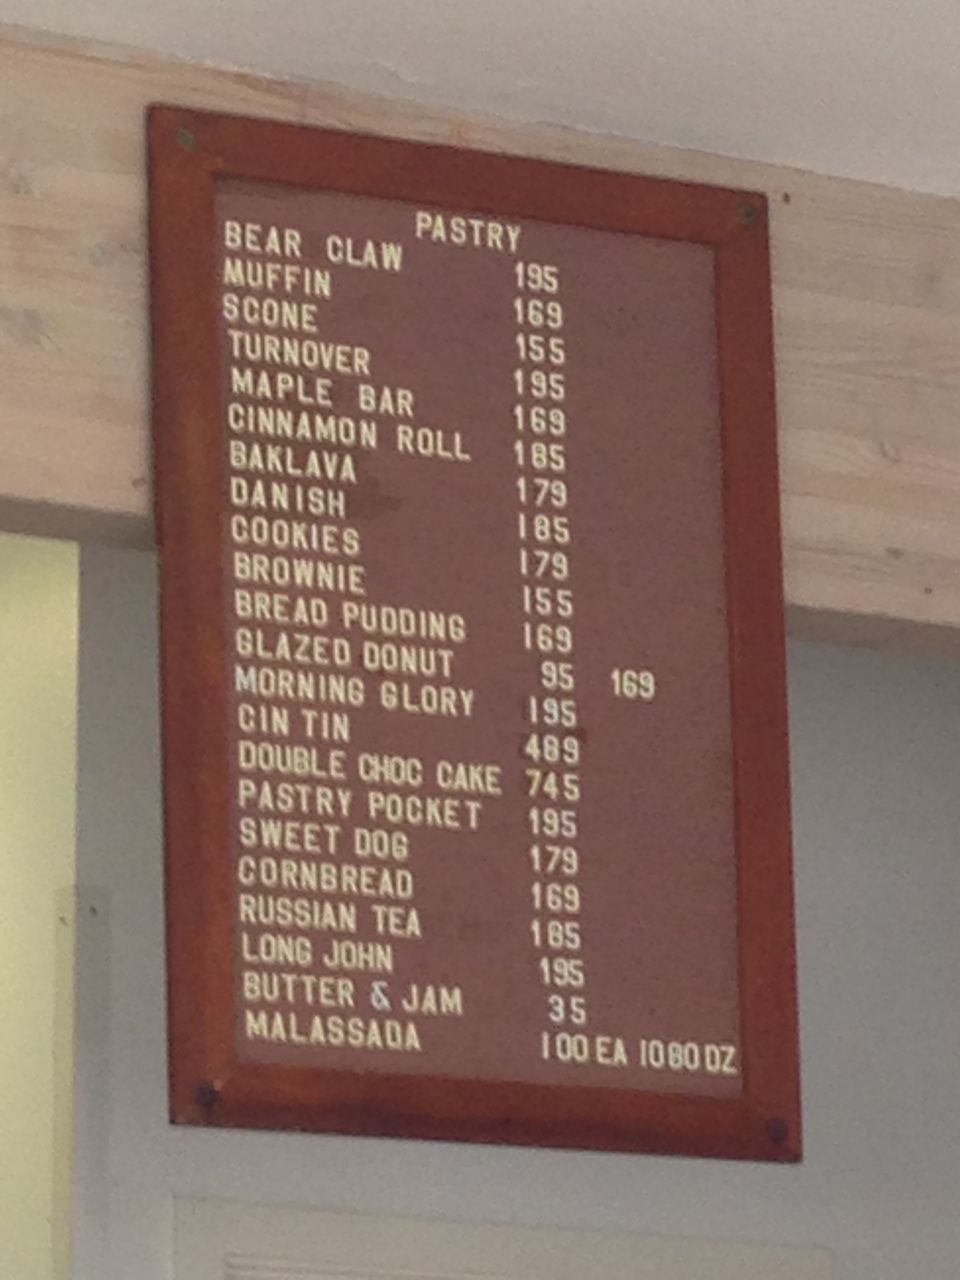 PASTRY
BEAR CLAW 195
MUFFIN 169
SCONE 155
TURNOVER 195
MAPLE BAR 169
CINNAMON ROLL 185
BAKLAVA 179
DANISH 185
COOKIES 179
BROWNIE 155
BREAD PUDDING 169
GLAZED DONUT 95 169
MORNING GLORY 195
CIN TIN 489
DOUBLE CHOC CAKE 745
PASTRY POCKET 195
SWEET DOG 179
CORNBREAD 169
RUSSIAN TEA 185
LONG JOHN 195
BUTTER & JAM 35
MALASSADA 100 EA 1080 DZ